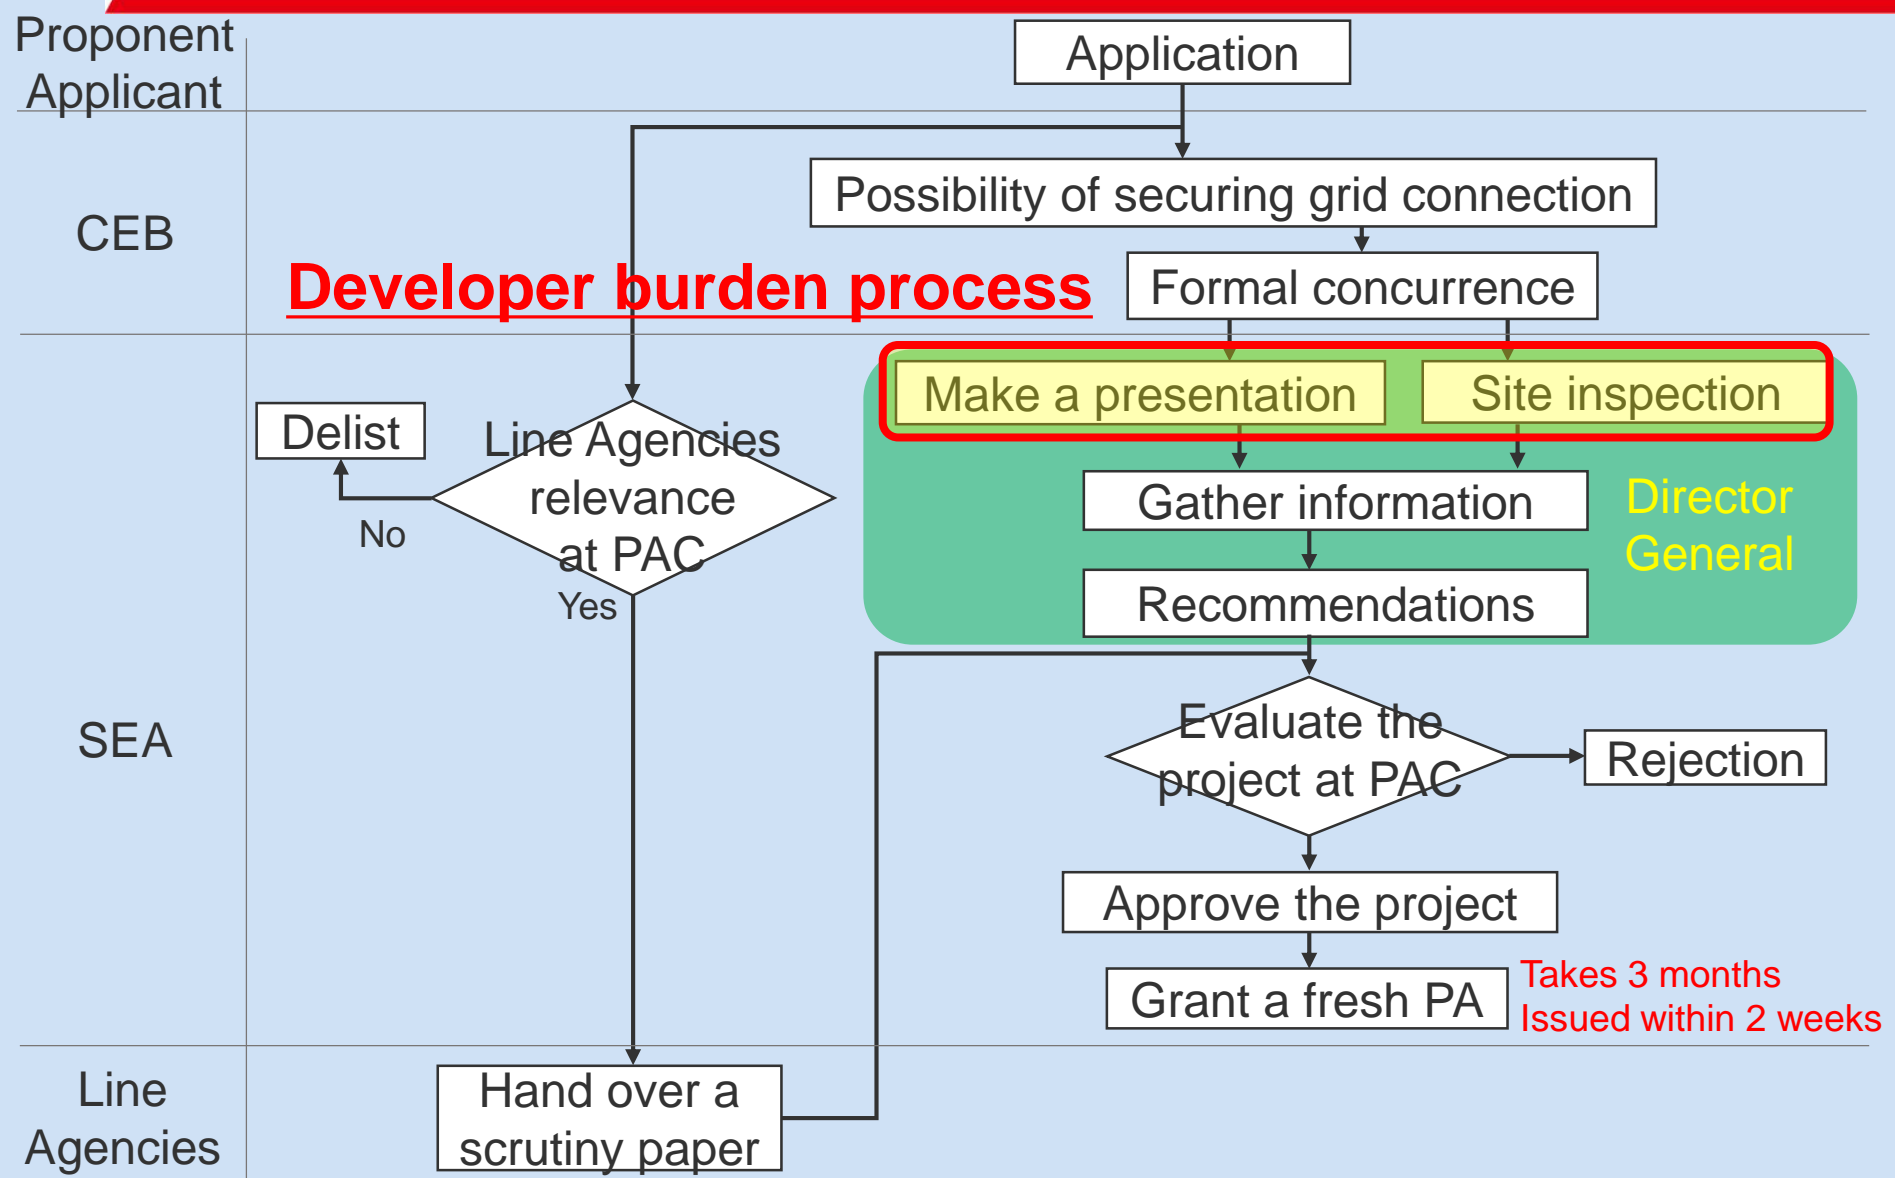 Proponent
Applicant
Application
CEB
Possibility of securing grid connection
Formal concurrence
Developer burden process
SEA
Make a presentation
Site inspection
Delist
Line Agencies
relevance
at PAC
No
Yes
Gather information
Director
General
Recommendations
Evaluate the
project at PAC
Rejection
Approve the project
Grant a fresh PA
Takes 3 months
Issued within 2 weeks
Line
Agencies
Hand over a
scrutiny paper